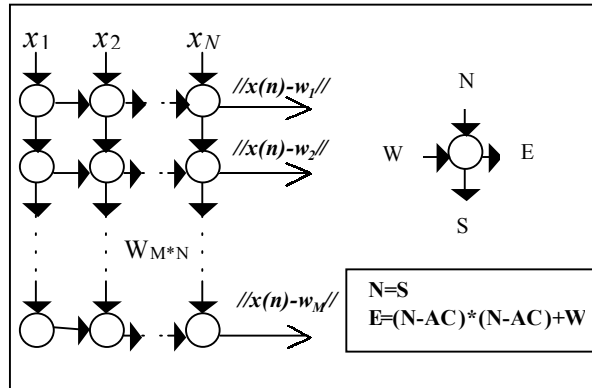 x1 x2 xN
//x(n)-w1//
//x(n)-w2//
N
W E
S
WM*N
//x(n)-wM//
N=S
E=(N-AC)*(N-AC)+W